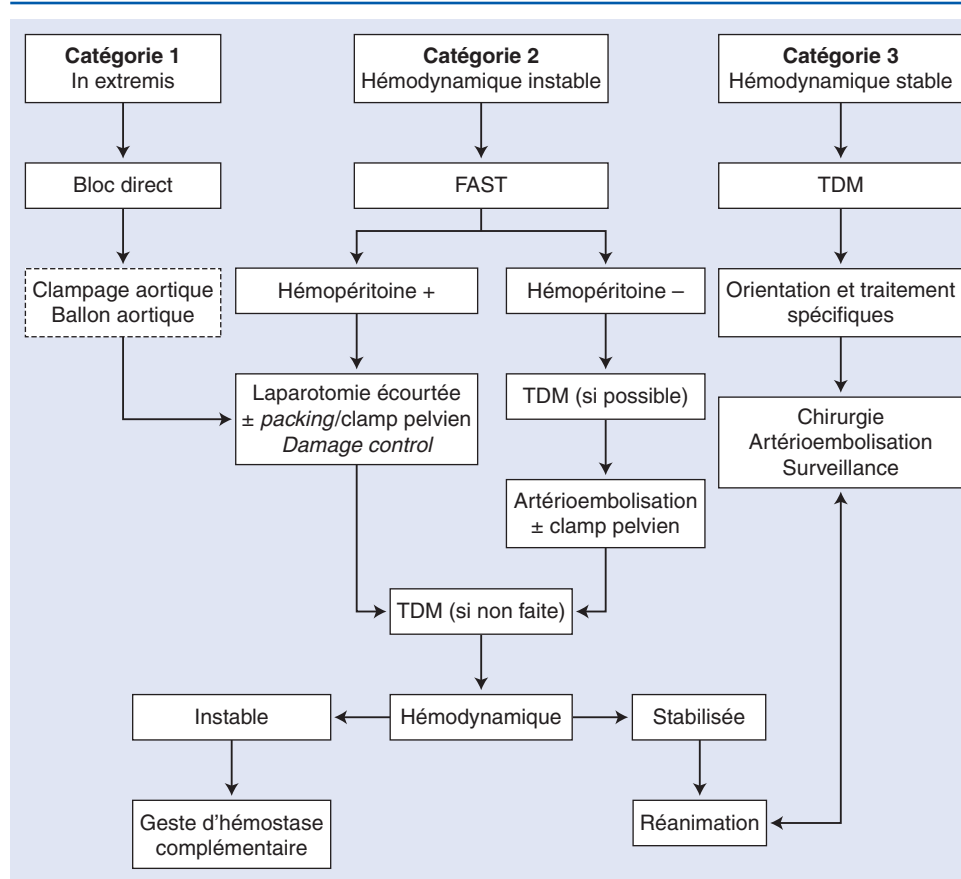 Catégorie 1
In extremis
Catégorie 2
Hémodynamique instable
Catégorie 3
Hémodynamique stable
Bloc direct
FAST
TDM
Clampage aortique
Ballon aortique
Hémopéritoine +
Hémopéritoine –
Orientation et traitement
spécifiques
Laparotomie écourtée
± packing/clamp pelvien
Damage control
TDM (si possible)
Chirurgie
Artérioembolisation
Surveillance
Artérioembolisation
± clamp pelvien
TDM (si non faite)
Instable
Hémodynamique
Stabilisée
Geste d'hémostase
complémentaire
Réanimation